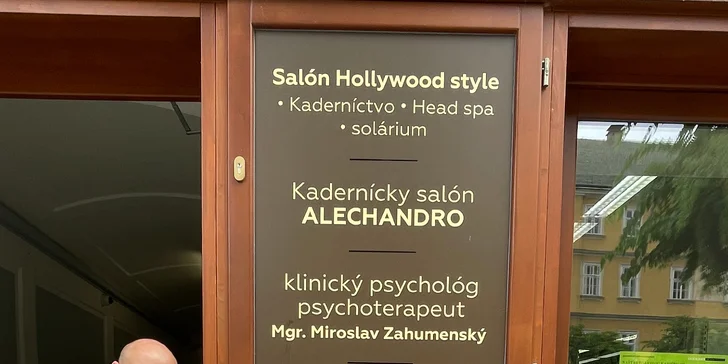 Salón Hollywood style
• Kaderníctvo • Head spa
• solárium
Kadernícky salón
ALECHANDRO
klinický psychológ
psychoterapeut
Mgr. Miroslav Zahumenský